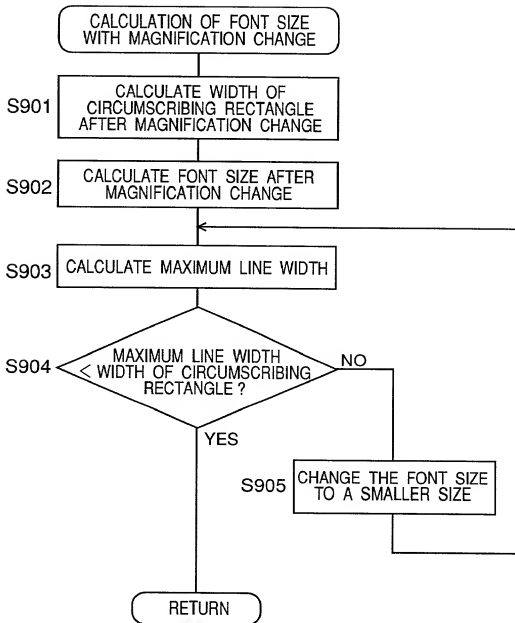 CALCULATION OF FONT SIZE
WITH MAGNIFICATION CHANGE
S901
CALCULATE WIDTH OF
CIRCUMSCRIBING RECTANGLE
AFTER MAGNIFICATION CHANGE
S902
CALCULATE FONT SIZE AFTER
MAGNIFICATION CHANGE
S903
CALCULATE MAXIMUM LINE WIDTH
S904
MAXIMUM LINE WIDTH
< WIDTH OF CIRCUMSCRIBING
RECTANGLE ?
NO
YES
S905
CHANGE THE FONT SIZE
TO A SMALLER SIZE
RETURN